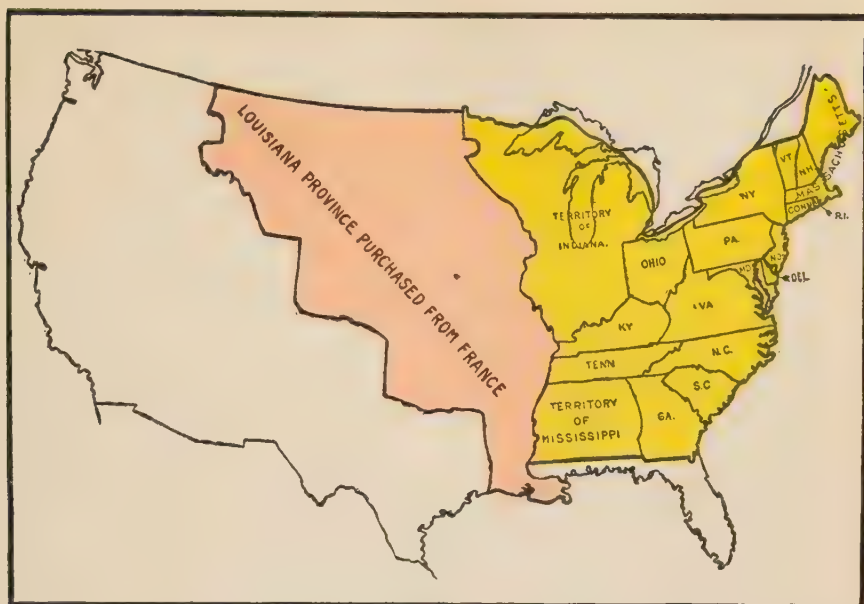 LOUISIANA PROVINCE PURCHASED FROM FRANCE
TERRITORY
OF
INDIANA.
OHIO
KY
TENN
TERRITORY
OF
MISSISSIPPI
GA.
S.C
N.C.
VA
PA.
NY
VT
NH
MASSACHUSETTS.
CONN
R.I.
N.J.
MD
DEL